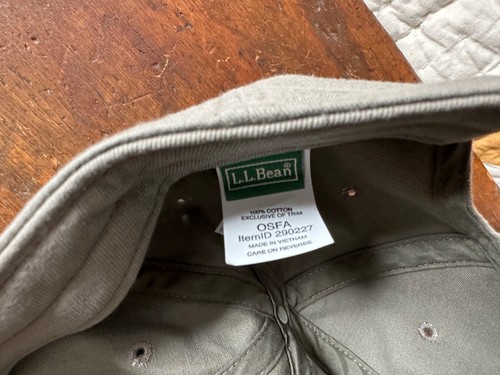 L.L.Bean®
100% COTTON
EXCLUSIVE OF TRIM
OSFA
ItemID 290227
MADE IN VIETNAM
CARE ON REVERSE